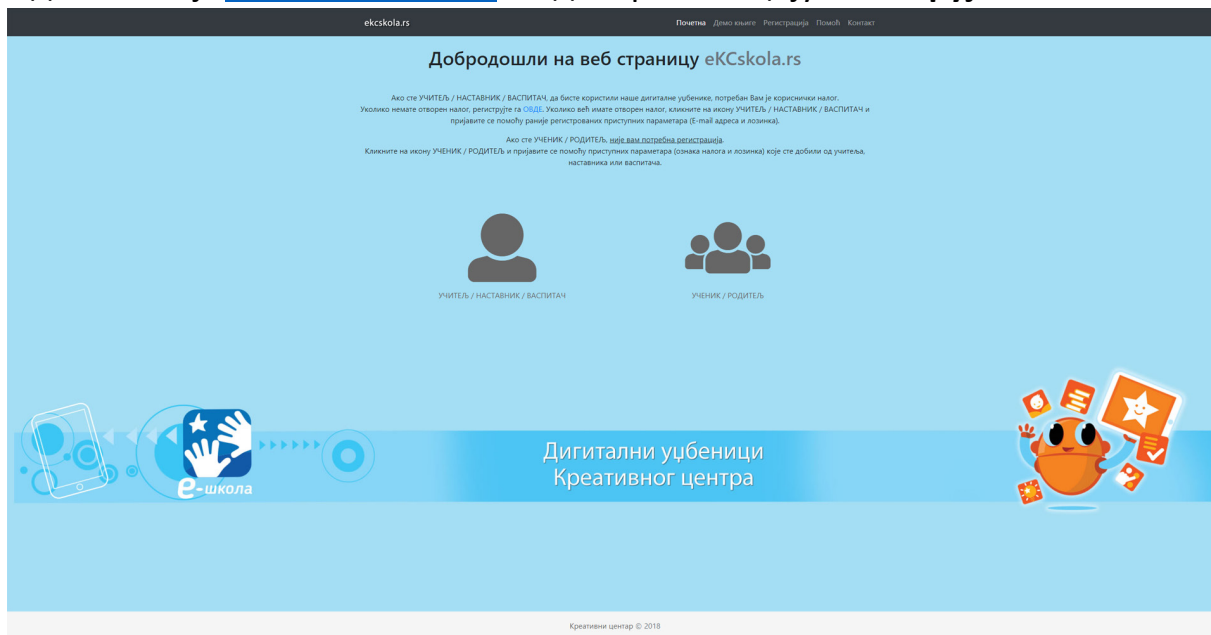 ekcskola.rs
Почетна Демо књиге Регистрација Помоћ Контакт
Добродошли на веб страницу eKCskola.rs
Ако сте УЧИТЕЉ / НАСТАВНИК / ВАСПИТАЧ, да бисте користили наше дигиталне уџбенике, потребан Вам је кориснички налог.
Уколико немате отворен налог, региструјте га ОВДЕ. Уколико већ имате отворен налог, кликните на икону УЧИТЕЉ / НАСТАВНИК / ВАСПИТАЧ и
пријавите се помоћу раније регистрованих приступних параметара (E-mail адреса и лозинка).
Ако сте УЧЕНИК / РОДИТЕЉ, није вам потребна регистрација.
Кликните на икону УЧЕНИК / РОДИТЕЉ и пријавите се помоћу приступних параметара (ознака налога и лозинка) које сте добили од учитеља,
наставника или васпитача.
УЧИТЕЉ / НАСТАВНИК / ВАСПИТАЧ
УЧЕНИК / РОДИТЕЉ
е-школа
Дигитални уџбеници
Креативног центра
Креативни центар © 2018